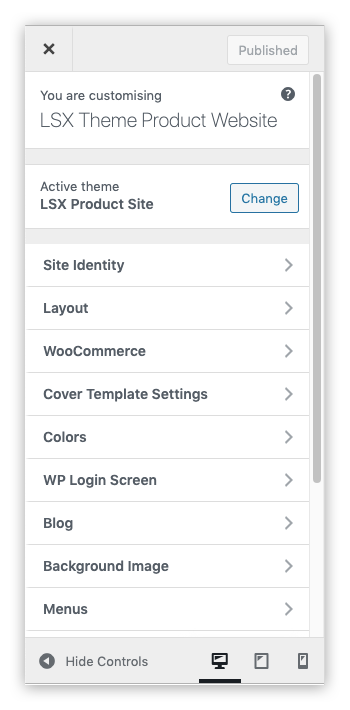 Published
You are customising
LSX Theme Product Website
Active theme
LSX Product Site
Change
Site Identity
Layout
WooCommerce
Cover Template Settings
Colors
WP Login Screen
Blog
Background Image
Menus
Hide Controls